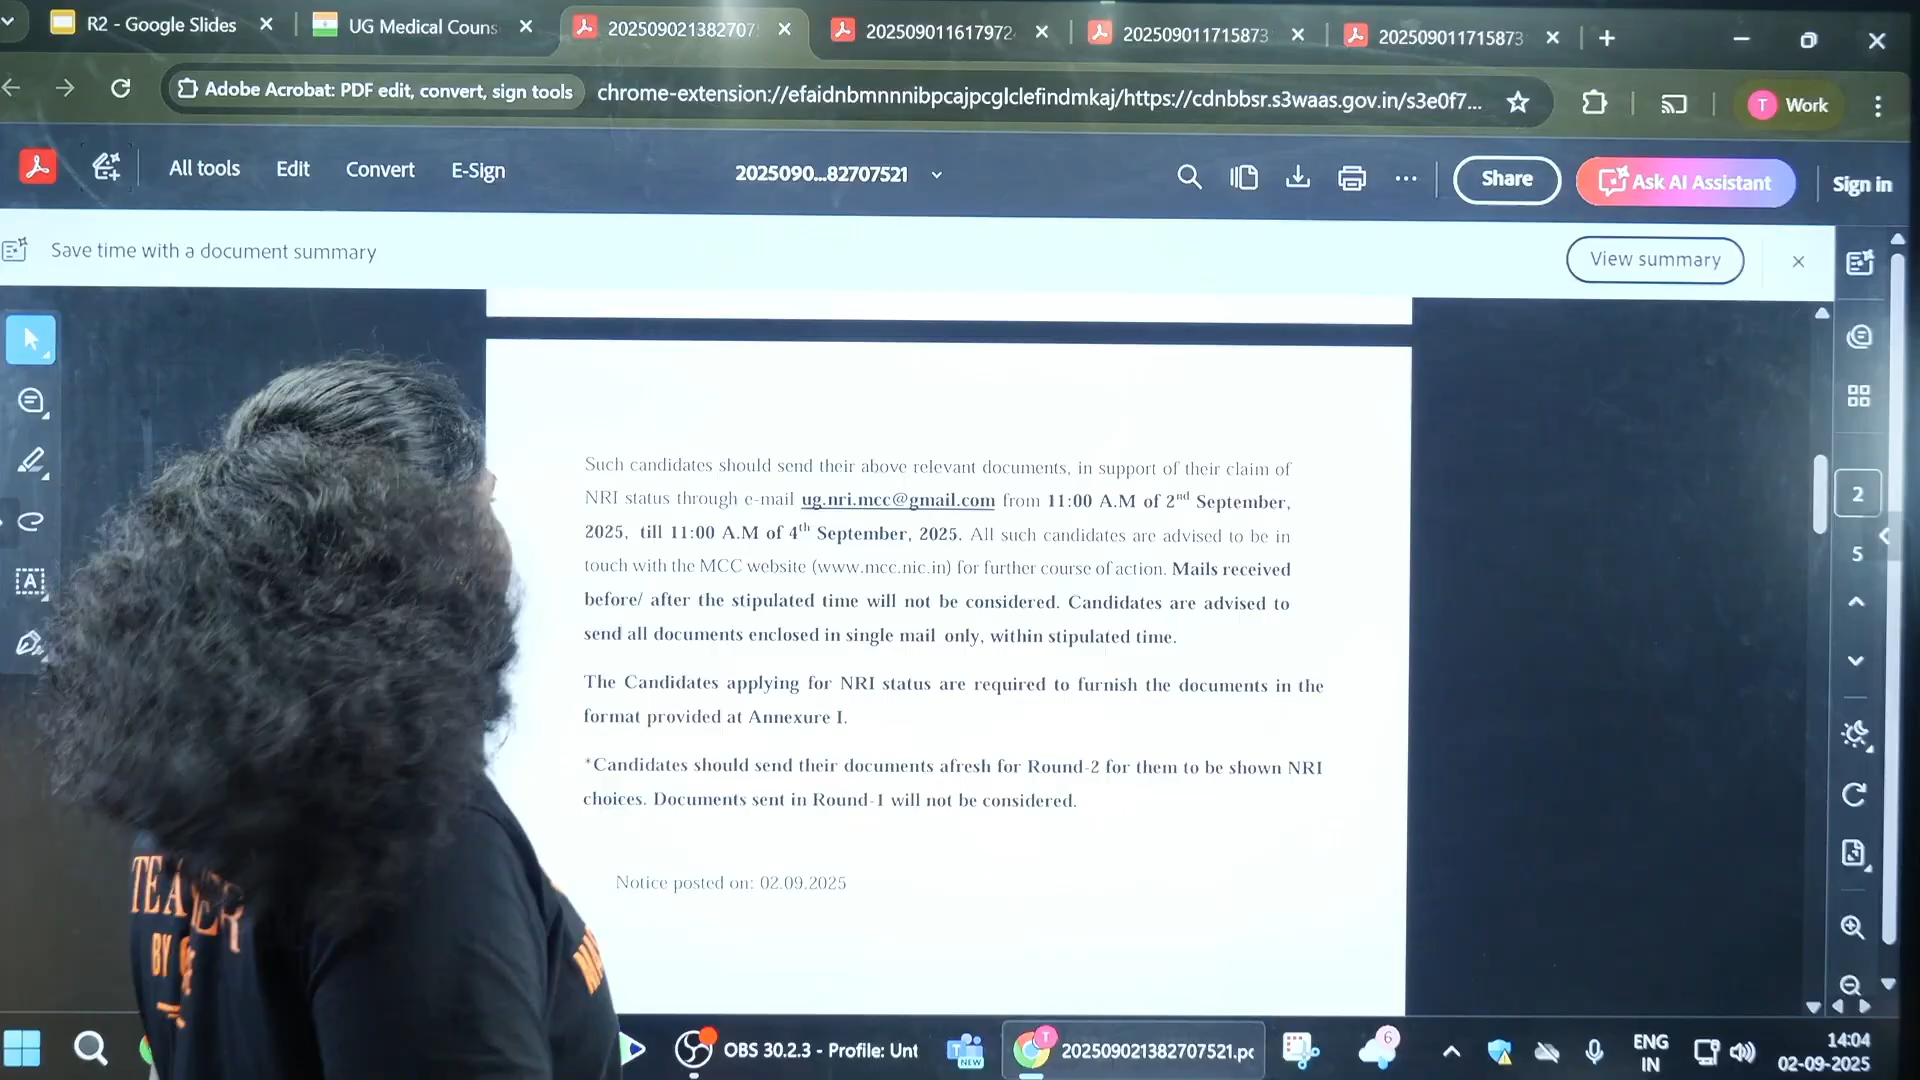 R2 - Google Slides
UG Medical Couns
2025090213827075
202509011617972
202509011715873
202509011715873
Adobe Acrobat: PDF edit, convert, sign tools
chrome-extension://efaidnbmnnnibpcajpcglclefindmkaj/https://cdnbbsr.s3waas.gov.in/s3e0f7...
T
Work
All tools
Edit
Convert
E-Sign
2025090...82707521
Share
Ask AI Assistant
Sign in
Save time with a document summary
View summary
Such candidates should send their above relevant documents, in support of their claim of
NRI status through e-mail ug.nri.mcc@gmail.com from 11:00 A.M of 2nd September,
2025, till 11:00 A.M of 4th September, 2025. All such candidates are advised to be in
touch with the MCC website (www.mcc.nic.in) for further course of action. Mails received
before/ after the stipulated time will not be considered. Candidates are advised to
send all documents enclosed in single mail only, within stipulated time.
The Candidates applying for NRI status are required to furnish the documents in the
format provided at Annexure I.
*Candidates should send their documents afresh for Round-2 for them to be shown NRI
choices. Documents sent in Round-1 will not be considered.
Notice posted on: 02.09.2025
2
5
BY
OBS 30.2.3 - Profile: Unt
NEW
T
202509021382707521.pc
6
ENG
IN
14:04
02-09-2025